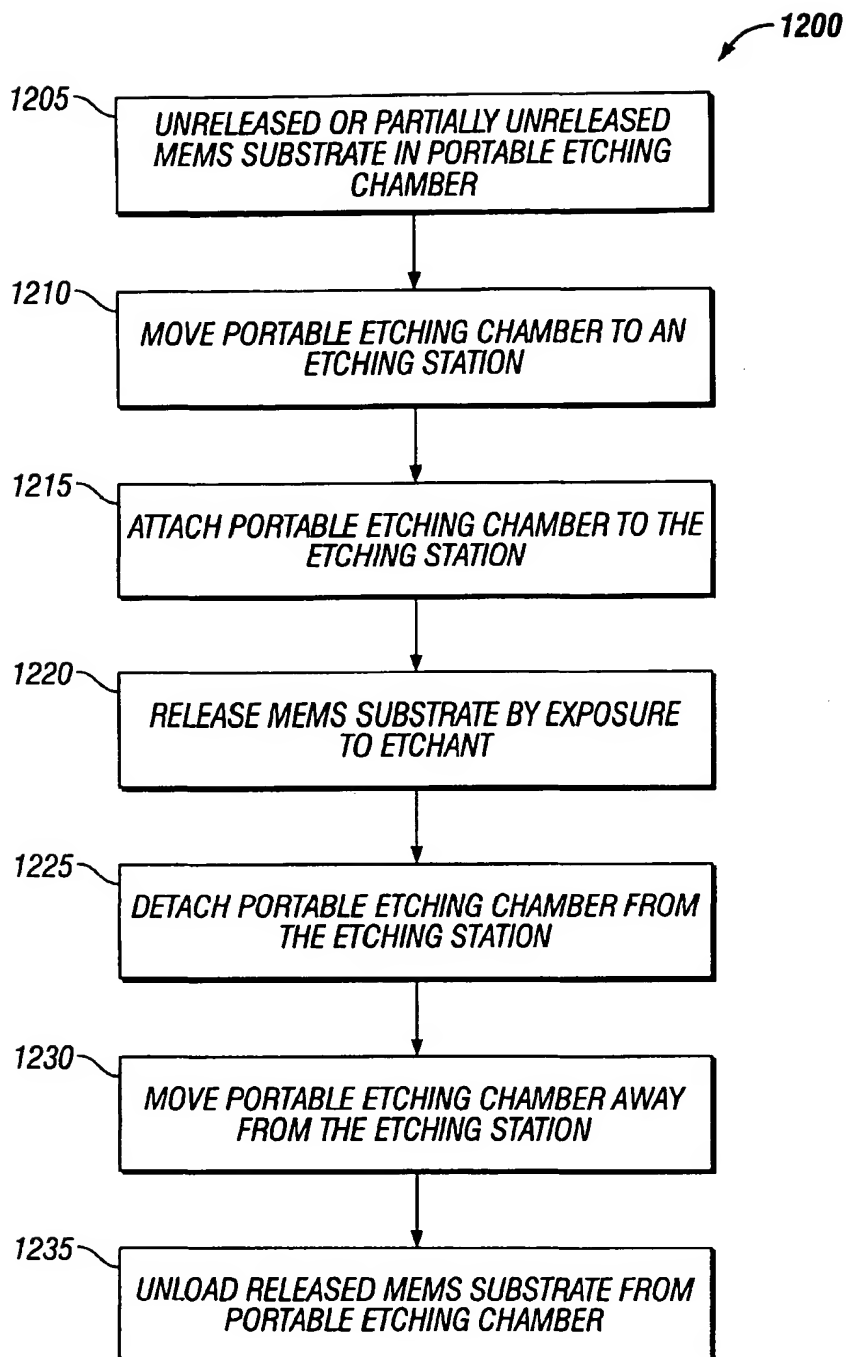 1200
1205
UNRELEASED OR PARTIALLY UNRELEASED
MEMS SUBSTRATE IN PORTABLE ETCHING
CHAMBER
1210
MOVE PORTABLE ETCHING CHAMBER TO AN
ETCHING STATION
1215
ATTACH PORTABLE ETCHING CHAMBER TO THE
ETCHING STATION
1220
RELEASE MEMS SUBSTRATE BY EXPOSURE
TO ETCHANT
1225
DETACH PORTABLE ETCHING CHAMBER FROM
THE ETCHING STATION
1230
MOVE PORTABLE ETCHING CHAMBER AWAY
FROM THE ETCHING STATION
1235
UNLOAD RELEASED MEMS SUBSTRATE FROM
PORTABLE ETCHING CHAMBER